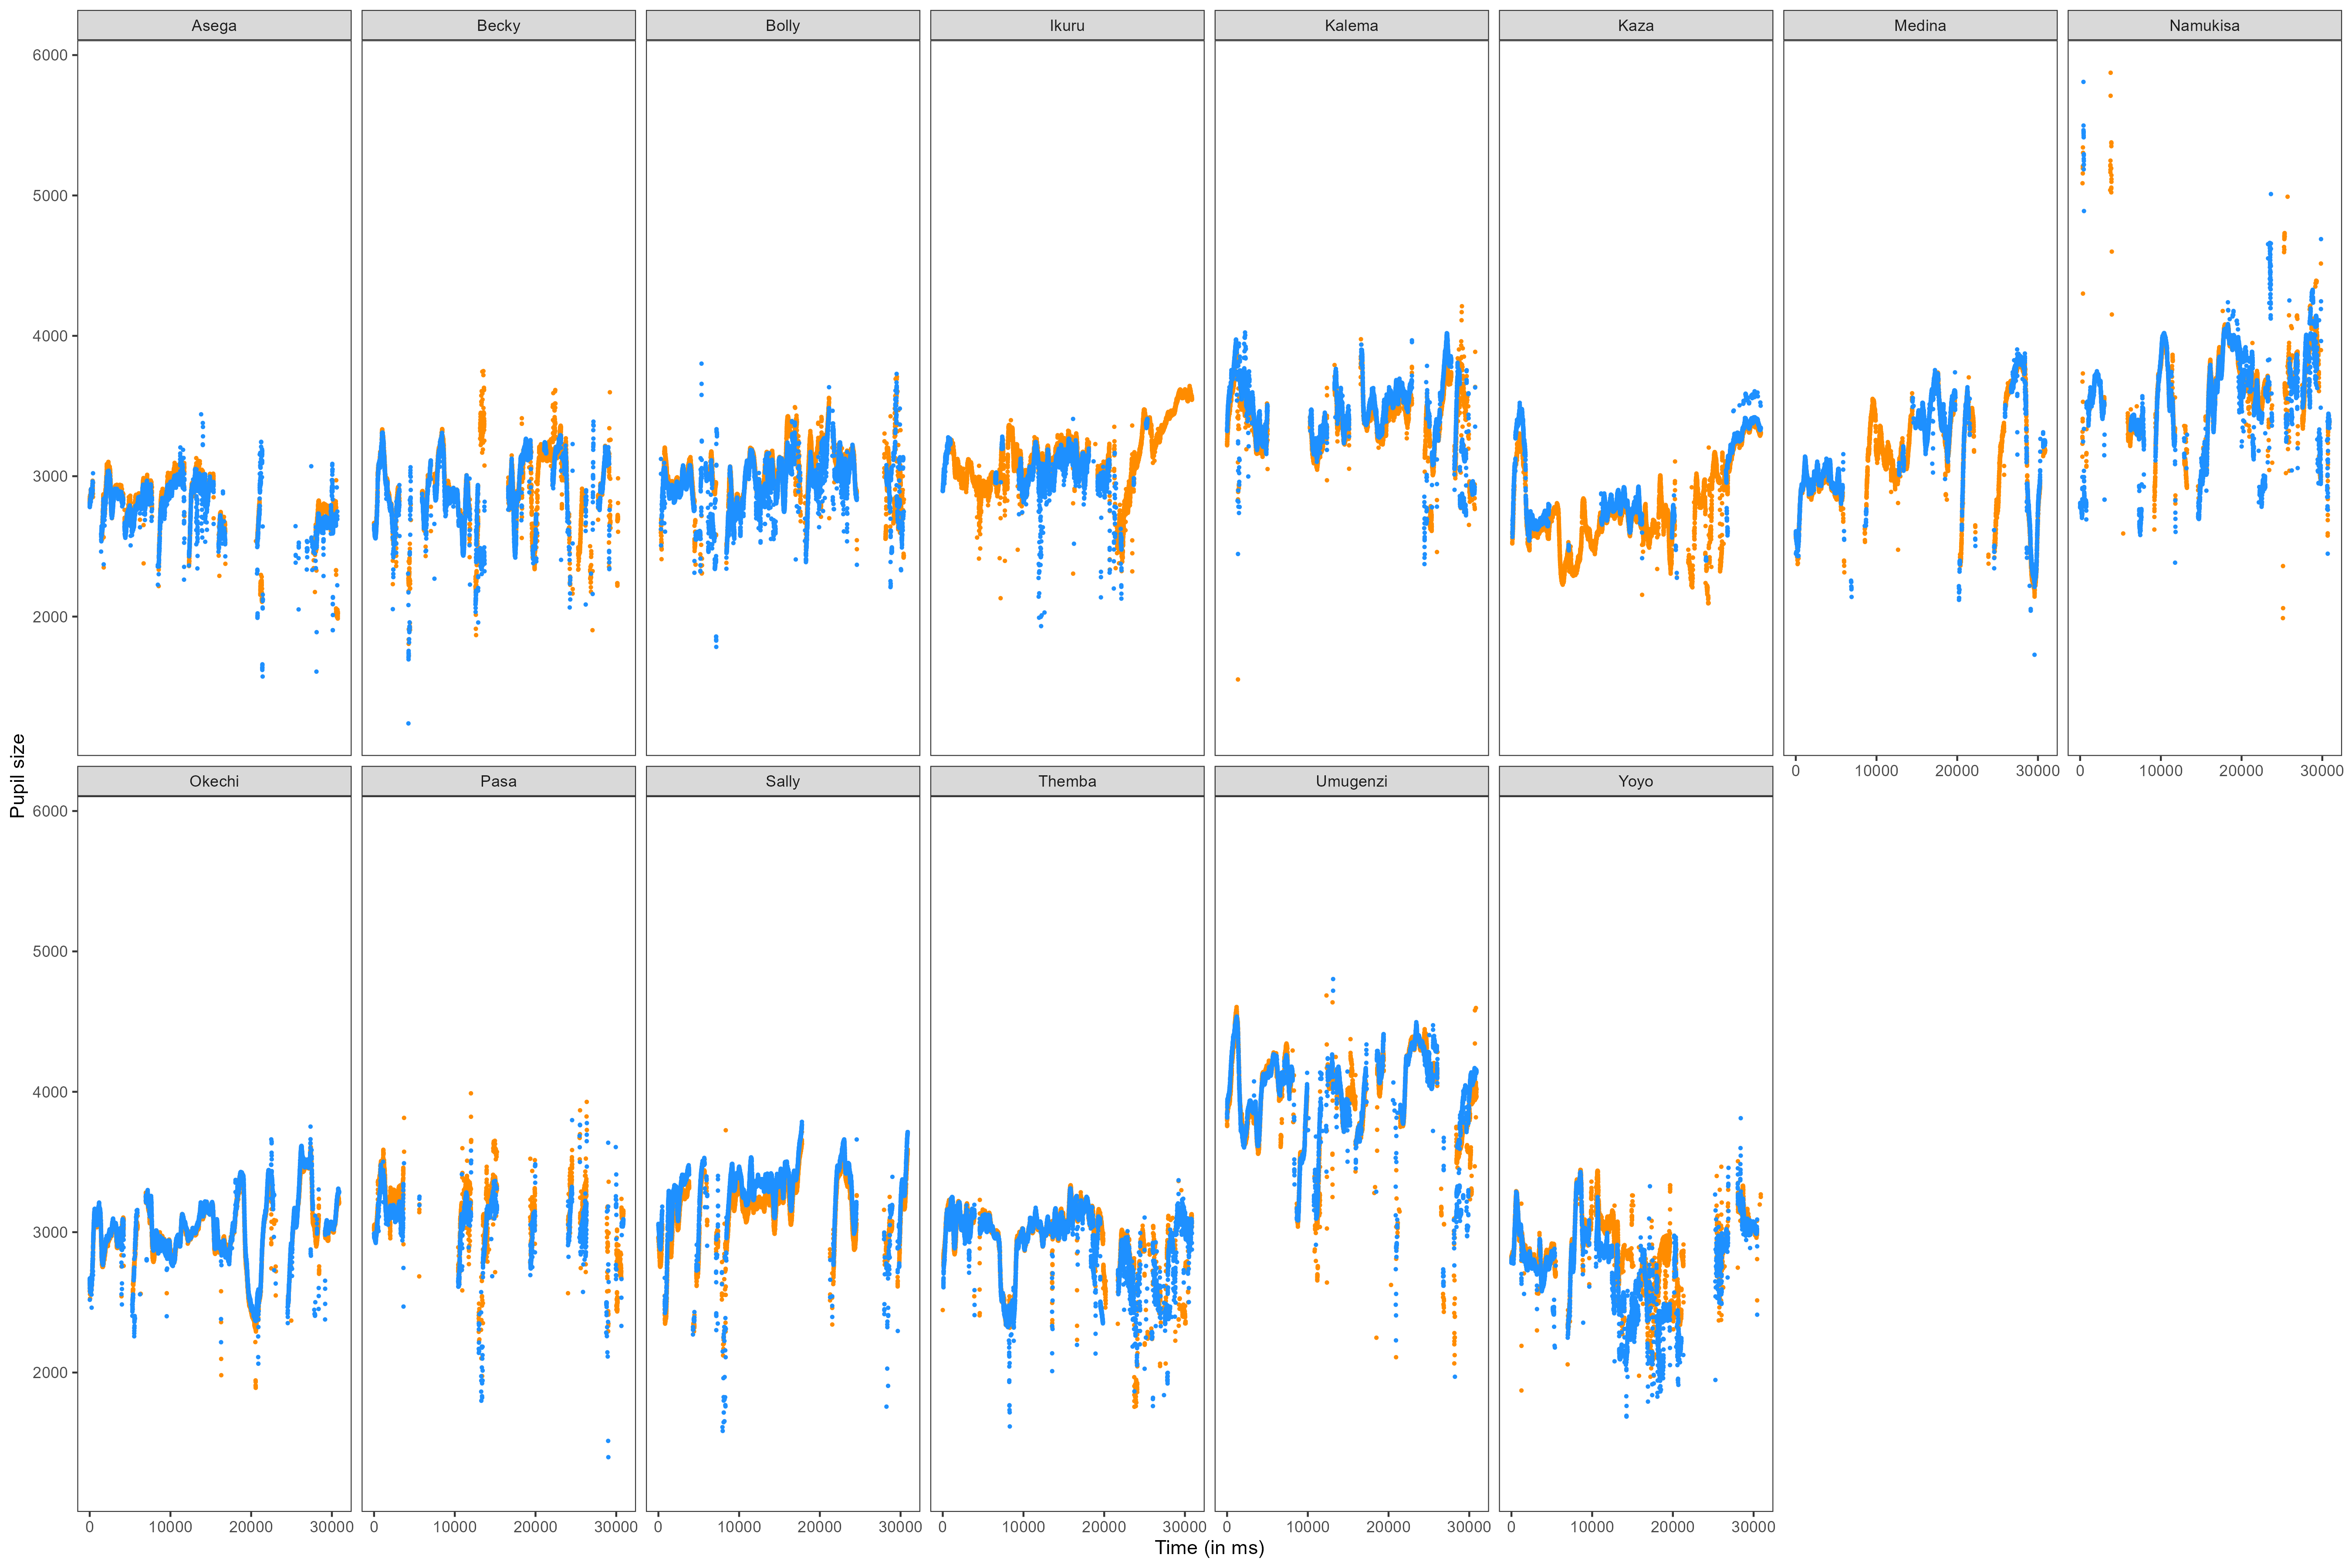 Asega Becky Bolly Ikuru Kalema Kaza Medina Namukisa
6000
5000
4000
3000
2000
0 10000 20000 30000 0 10000 20000 30000
Pupil size
Okechi Pasa Sally Themba Umugenzi Yoyo
6000
5000
4000
3000
2000
0 10000 20000 30000 0 10000 20000 30000 0 10000 20000 30000 0 10000 20000 30000 0 10000 20000 30000 0 10000 20000 30000
Time (in ms)